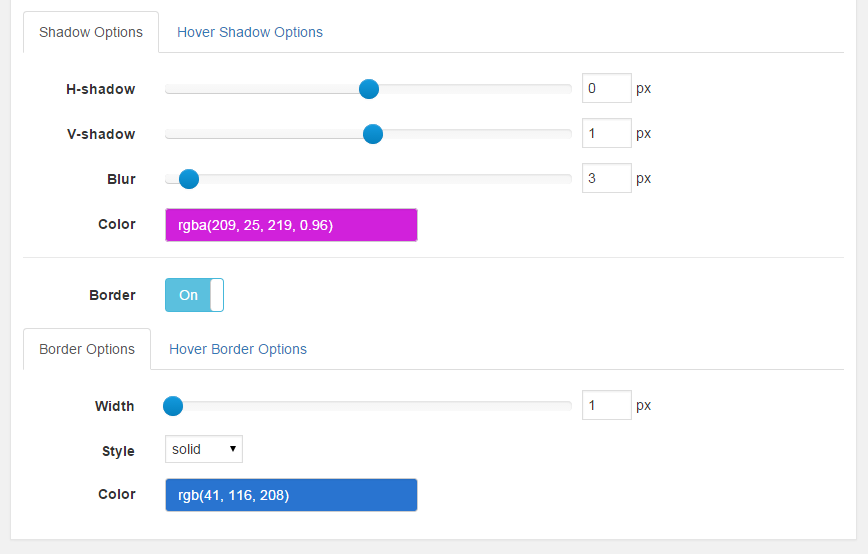 Shadow Options Hover Shadow Options
H-shadow 0 px
V-shadow 1 px
Blur 3 px
Color rgba(209, 25, 219, 0.96)
Border On
Border Options Hover Border Options
Width 1 px
Style solid
Color rgb(41, 116, 208)